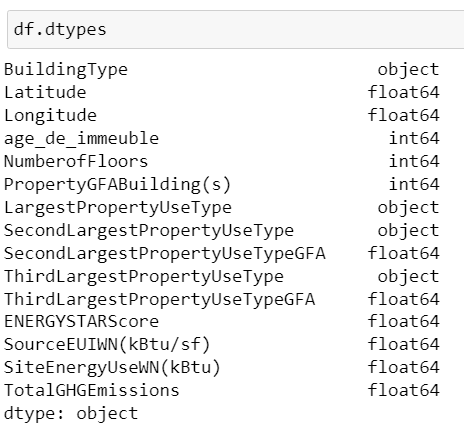 df.dtypes
BuildingType object
Latitude float64
Longitude float64
age_de_immeuble int64
NumberofFloors int64
PropertyGFABuilding(s) int64
LargestPropertyUseType object
SecondLargestPropertyUseType object
SecondLargestPropertyUseTypeGFA float64
ThirdLargestPropertyUseType object
ThirdLargestPropertyUseTypeGFA float64
ENERGYSTARScore float64
SourceEUIWN(kBtu/sf) float64
SiteEnergyUseWN(kBtu) float64
TotalGHGEmissions float64
dtype: object